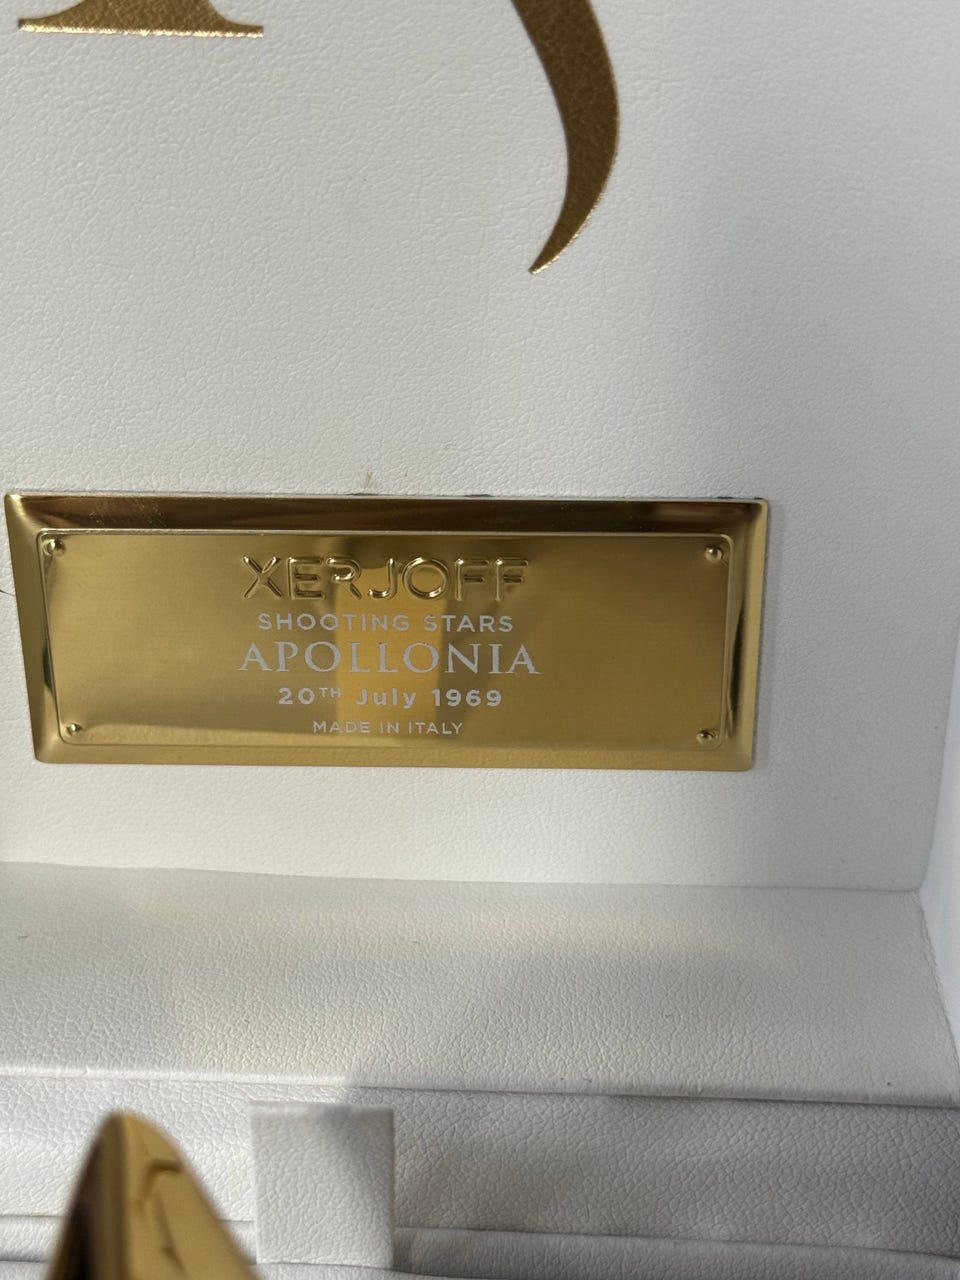 XERJOFF
SHOOTING STARS
APOLLONIA
20TH July 1969
MADE IN ITALY